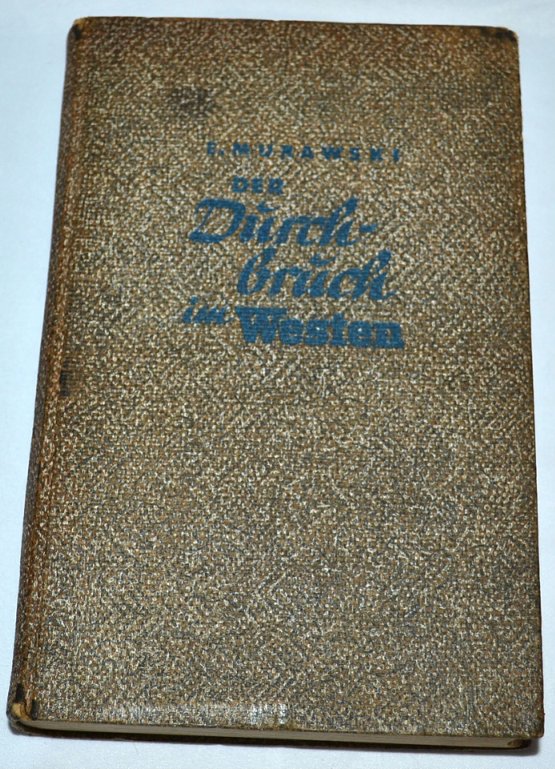 E. MURAWSKI
DER
Durch-
bruch
im Westen